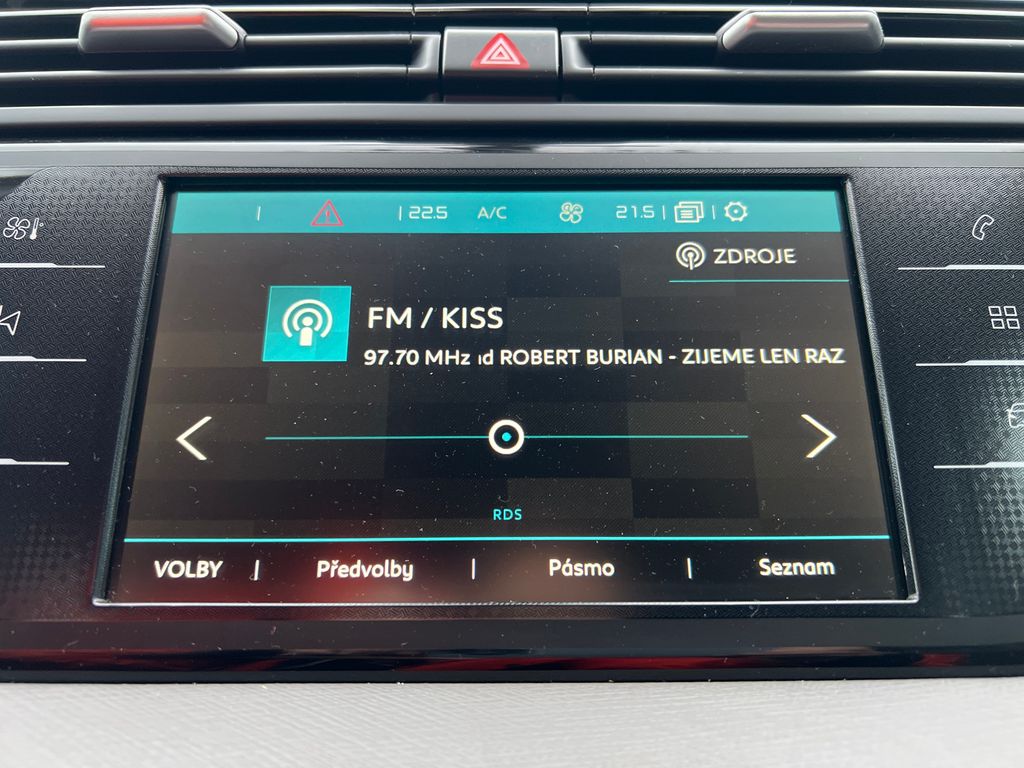 22.5 A/C 21.5
ZDROJE
FM / KISS
97.70 MHz ıd ROBERT BURIAN - ZIJEME LEN RAZ
RDS
VOLBY | Předvolby | Pásmo | Seznam